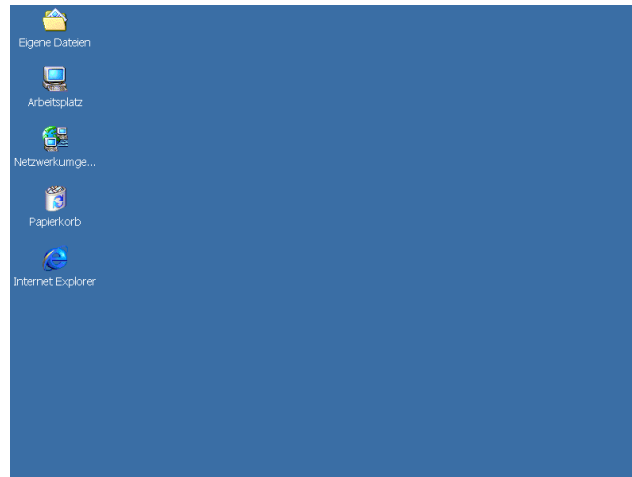 Eigene Dateien
Arbeitsplatz
Netzwerkumge...
Papierkorb
Internet Explorer